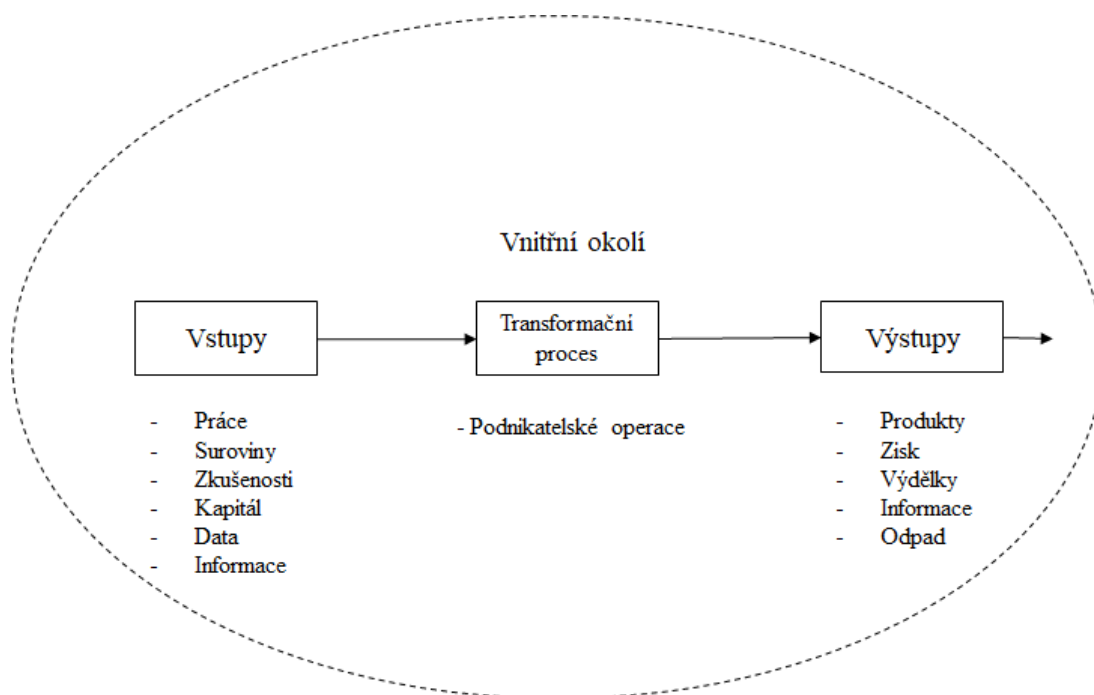 Vnitřní okolí
Vstupy
Transformační
proces
Výstupy
- Práce
- Suroviny
- Zkušenosti
- Kapitál
- Data
- Informace
- Podnikatelské operace
- Produkty
- Zisk
- Výdělky
- Informace
- Odpad